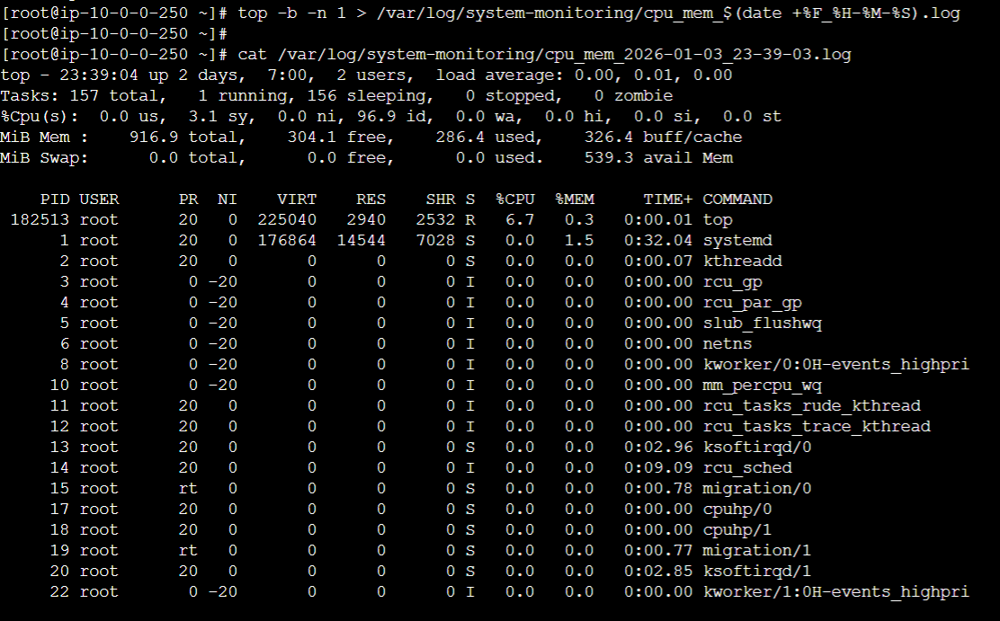 [root@ip-10-0-0-250 ~]# top -b -n 1 > /var/log/system-monitoring/cpu_mem_$(date +%F_%H-%M-%S).log
[root@ip-10-0-0-250 ~]#
[root@ip-10-0-0-250 ~]# cat /var/log/system-monitoring/cpu_mem_2026-01-03_23-39-03.log
top - 23:39:04 up 2 days,  7:00,  2 users,  load average: 0.00, 0.01, 0.00
Tasks: 157 total,   1 running, 156 sleeping,   0 stopped,   0 zombie
%Cpu(s):  0.0 us,  3.1 sy,  0.0 ni, 96.9 id,  0.0 wa,  0.0 hi,  0.0 si,  0.0 st
MiB Mem :    916.9 total,    304.1 free,    286.4 used,    326.4 buff/cache
MiB Swap:      0.0 total,      0.0 free,      0.0 used.    539.3 avail Mem
    PID USER      PR  NI    VIRT    RES    SHR S  %CPU  %MEM     TIME+ COMMAND
 182513 root      20   0  225040   2940   2532 R   6.7   0.3   0:00.01 top
      1 root      20   0  176864  14544   7028 S   0.0   1.5   0:32.04 systemd
      2 root      20   0       0      0      0 S   0.0   0.0   0:00.07 kthreadd
      3 root       0 -20       0      0      0 I   0.0   0.0   0:00.00 rcu_gp
      4 root       0 -20       0      0      0 I   0.0   0.0   0:00.00 rcu_par_gp
      5 root       0 -20       0      0      0 I   0.0   0.0   0:00.00 slub_flushwq
      6 root       0 -20       0      0      0 I   0.0   0.0   0:00.00 netns
      8 root       0 -20       0      0      0 I   0.0   0.0   0:00.00 kworker/0:0H-events_highpri
     10 root       0 -20       0      0      0 I   0.0   0.0   0:00.00 mm_percpu_wq
     11 root      20   0       0      0      0 I   0.0   0.0   0:00.00 rcu_tasks_rude_kthread
     12 root      20   0       0      0      0 I   0.0   0.0   0:00.00 rcu_tasks_trace_kthread
     13 root      20   0       0      0      0 S   0.0   0.0   0:02.96 ksoftirqd/0
     14 root      20   0       0      0      0 I   0.0   0.0   0:09.09 rcu_sched
     15 root      rt   0       0      0      0 S   0.0   0.0   0:00.78 migration/0
     17 root      20   0       0      0      0 S   0.0   0.0   0:00.00 cpuhp/0
     18 root      20   0       0      0      0 S   0.0   0.0   0:00.00 cpuhp/1
     19 root      rt   0       0      0      0 S   0.0   0.0   0:00.77 migration/1
     20 root      20   0       0      0      0 S   0.0   0.0   0:02.85 ksoftirqd/1
     22 root       0 -20       0      0      0 I   0.0   0.0   0:00.00 kworker/1:0H-events_highpri